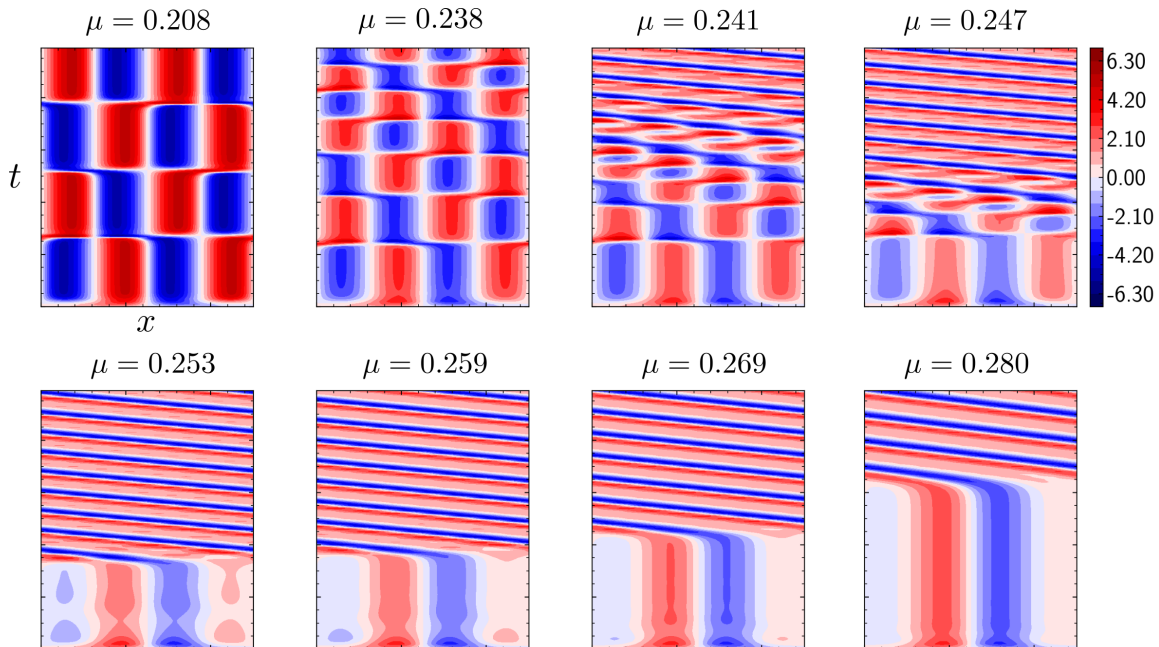 μ = 0.208
μ = 0.238
μ = 0.241
μ = 0.247
t
x
6.30
4.20
2.10
0.00
-2.10
-4.20
-6.30
μ = 0.253
μ = 0.259
μ = 0.269
μ = 0.280